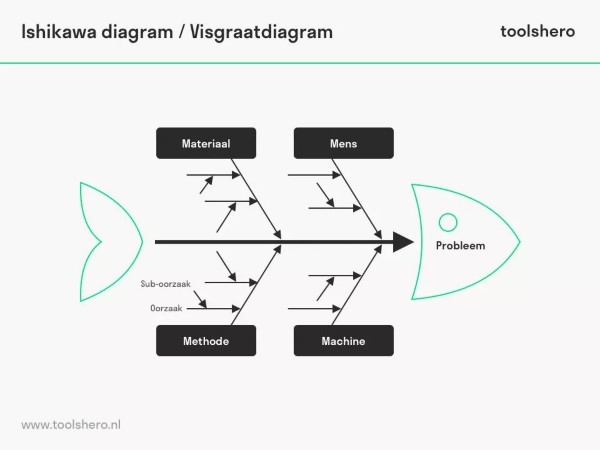 Ishikawa diagram / Visgraatdiagram
toolshero
Materiaal
Mens
Probleem
Sub-oorzaak
Oorzaak
Methode
Machine
www.toolshero.nl